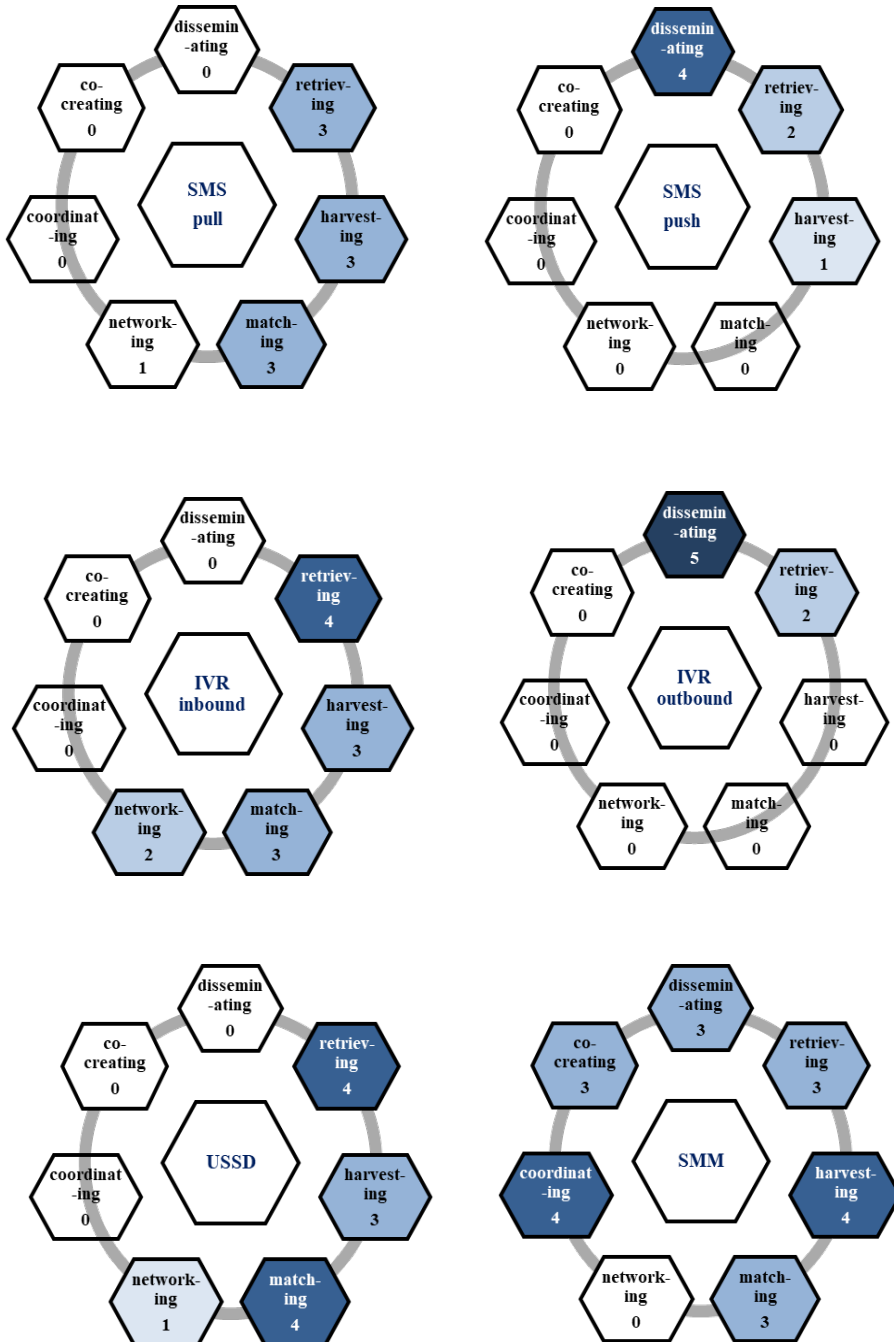 dissemin
-ating
0
retriev-
ing
3
harvest-
ing
3
match-
ing
3
network-
ing
1
coordinat
-ing
0
co-
creating
0
SMS
pull
dissemin
-ating
4
retriev-
ing
2
harvest-
ing
1
match-
ing
0
network-
ing
0
coordinat
-ing
0
co-
creating
0
SMS
push
dissemin
-ating
0
retriev-
ing
4
harvest-
ing
3
match-
ing
3
network-
ing
2
coordinat
-ing
0
co-
creating
0
IVR
inbound
dissemin
-ating
5
retriev-
ing
2
harvest-
ing
0
match-
ing
0
network-
ing
0
coordinat
-ing
0
co-
creating
0
IVR
outbound
dissemin
-ating
0
retriev-
ing
4
harvest-
ing
3
match-
ing
4
network-
ing
1
coordinat
-ing
0
co-
creating
0
USSD
dissemin
-ating
3
retriev-
ing
3
harvest-
ing
4
match-
ing
3
network-
ing
0
coordinat-
-ing
4
co-
creating
3
SMM